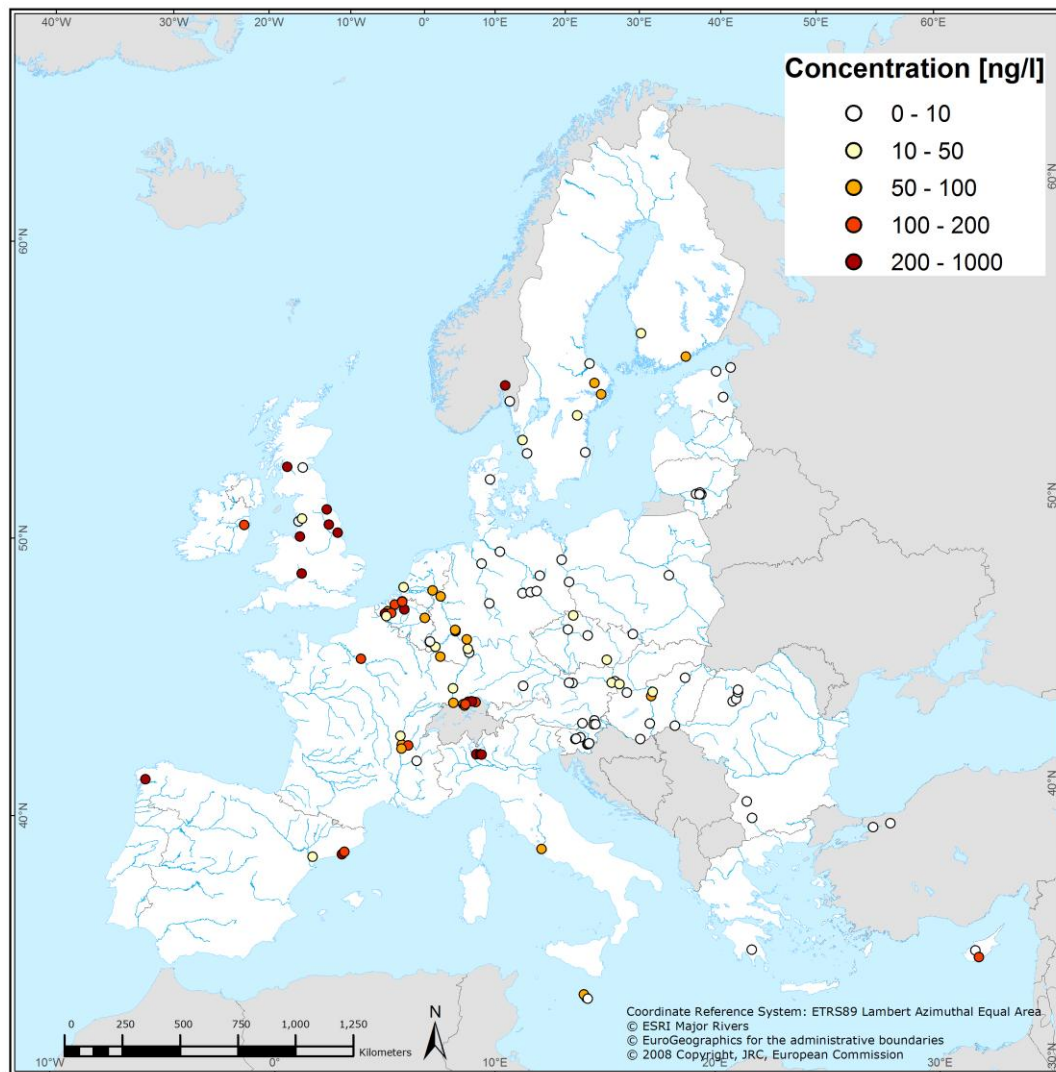 40°W 30°W 20°W 10°W 0° 10°E 20°E 30°E 40°E 50°E 60°E
Concentration [ng/l]
0 - 10
10 - 50
50 - 100
100 - 200
200 - 1000
60°N
60°N
50°N
50°N
40°N
40°N
30°N
0 250 500 750 1,000 1,250
Kilometers
N
Coordinate Reference System: ETRS89 Lambert Azimuthal Equal Area
© ESRI Major Rivers
© EuroGeographics for the administrative boundaries
© 2008 Copyright, JRC, European Commission
10°W 0° 10°E 20°E 30°E